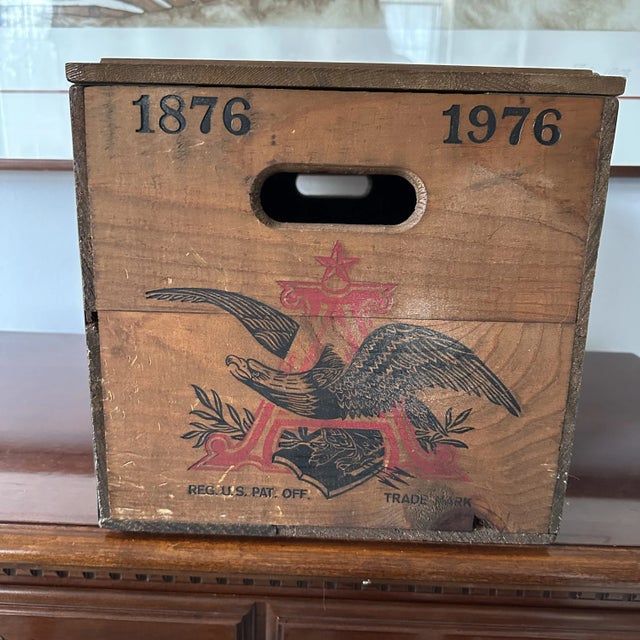 1876 1976
REG. U.S. PAT. OFF. TRADE MARK